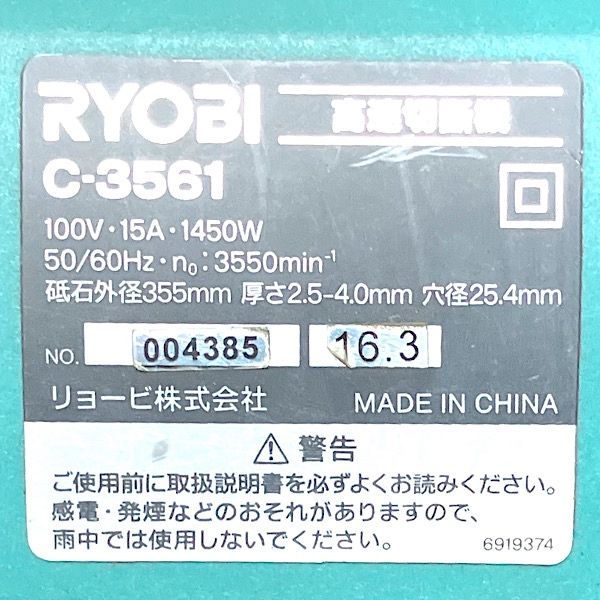 RYOBI 高速切断機
C-3561
100V・15A・1450W
50/60Hz・n₀:3550min⁻¹
砥石外径355mm 厚さ2.5-4.0mm 穴径25.4mm
NO. 004385 16.3
リョービ株式会社 MADE IN CHINA
⚠ 警告
ご使用前に取扱説明書を必ずよくお読みください。
感電・発煙などのおそれがありますので、
雨中では使用しないでください。 6919374